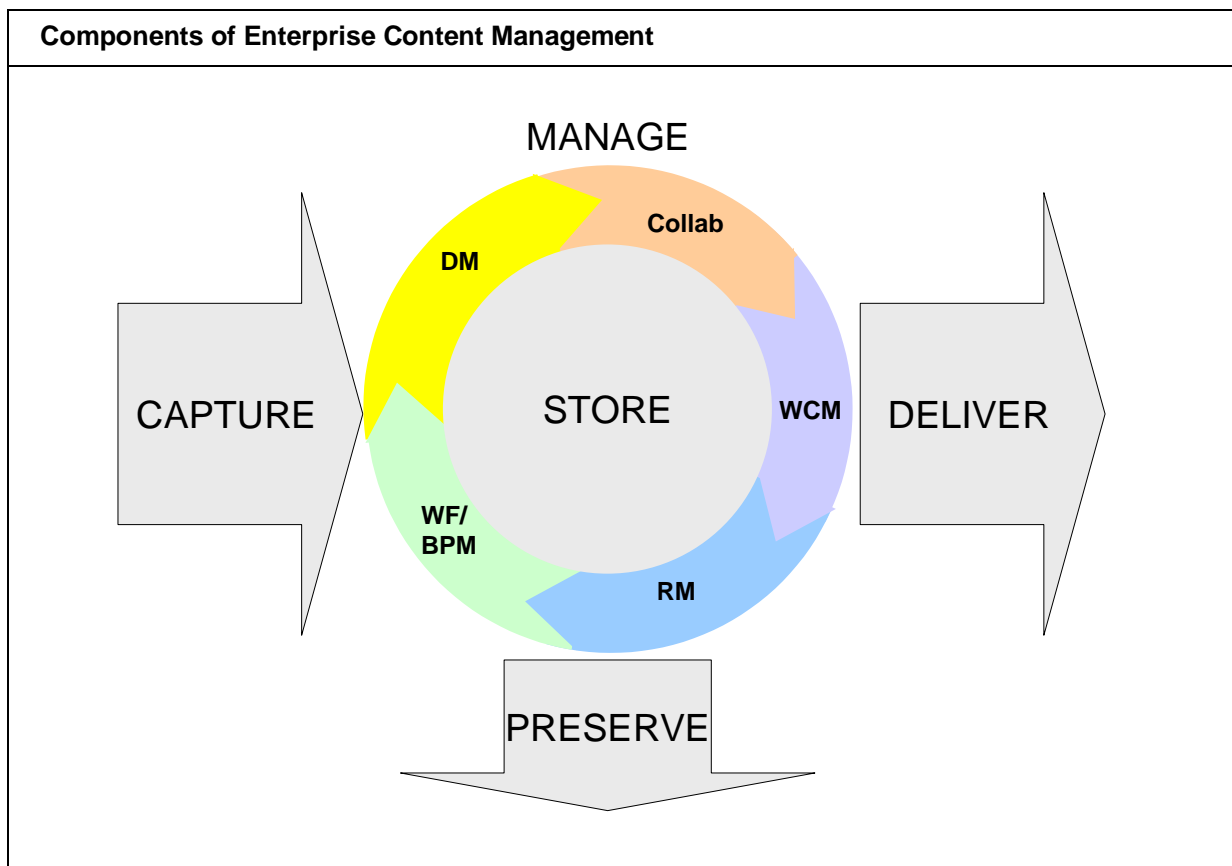 Components of Enterprise Content Management
MANAGE
Collab
DM
CAPTURE
STORE
WCM
DELIVER
WF/
BPM
RM
PRESERVE